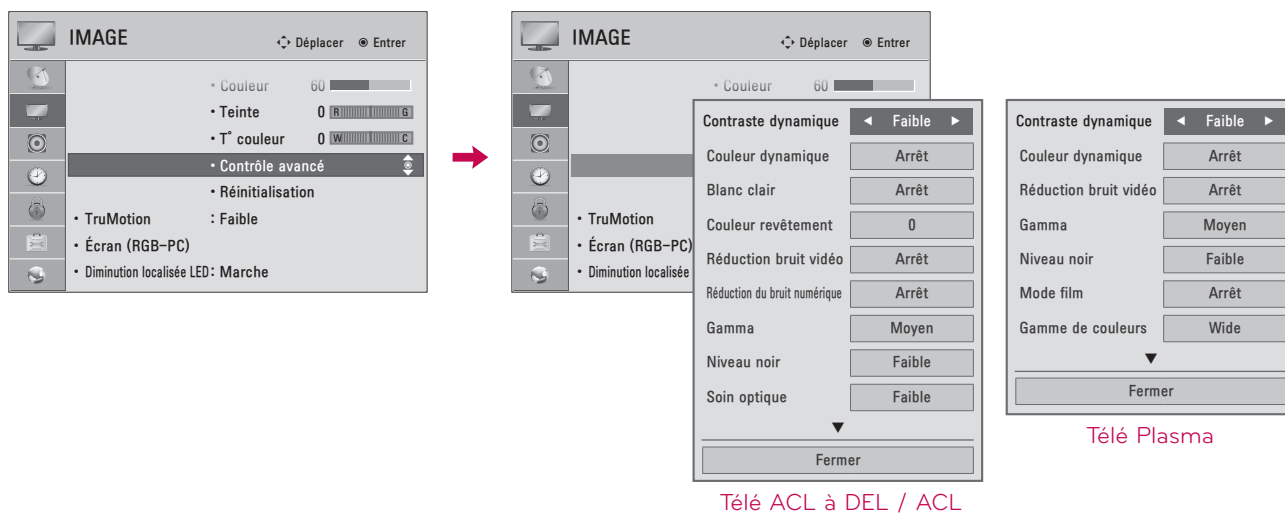 IMAGE
Déplacer Entrer
• Couleur 60
• Teinte 0 R G
• T° couleur 0 W C
• Contrôle avancé
• Réinitialisation
• TruMotion : Faible
• Écran (RGB-PC)
• Diminution localisée LED: Marche
IMAGE
Déplacer Entrer
• Couleur 60
• TruMotion
• Écran (RGB-PC)
• Diminution localisée
Contraste dynamique ◄ Faible ►
Couleur dynamique Arrêt
Blanc clair Arrêt
Couleur revêtement 0
Réduction bruit vidéo Arrêt
Réduction du bruit numérique Arrêt
Gamma Moyen
Niveau noir Faible
Soin optique Faible
▼
Fermer
Télé ACL à DEL / ACL
Contraste dynamique ◄ Faible ►
Couleur dynamique Arrêt
Réduction bruit vidéo Arrêt
Gamma Moyen
Niveau noir Faible
Mode film Arrêt
Gamme de couleurs Wide
▼
Fermer
Télé Plasma